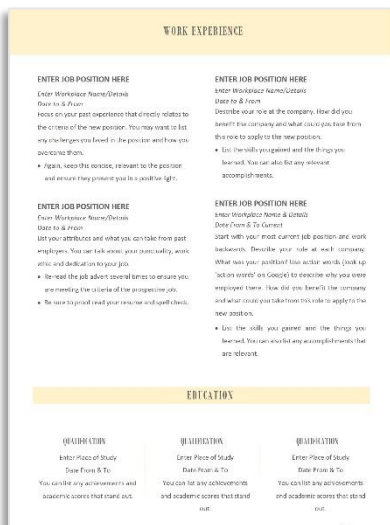 WORK EXPERIENCE
ENTER JOB POSITION HERE
Enter Workplace Name/Details
Date to & From
Focus on your past experience that directly relates to
the criteria of the new position. You may want to list
any challenges you faced in the position and how you
overcame them.
• Again, keep this concise, relevant to the position
and ensure they present you in a positive light.
ENTER JOB POSITION HERE
Enter Workplace Name/Details
Date to & From
List your attributes and what you can take from past
employers. You can talk about your punctuality, work
ethic and dedication to your job.
• Re-read the job advert several times to ensure you
are meeting the criteria of the prospective job.
• Be sure to proof read your resume and spell check.
ENTER JOB POSITION HERE
Enter Workplace Name/Details
Date to & From
Describe your role at the company. How did you
benefit the company and what could you take from
this role to apply to the new position.
• List the skills you gained and the things you
learned. You can also list any relevant
accomplishments.
ENTER JOB POSITION HERE
Enter Workplace Name & Details
Date From & To Current
Start with your most current job position and work
backwards. Describe your role at each company.
What was your position? Use action words (look up
'action words' on Google) to describe why you were
employed there. How did you benefit the company
and what could you take from this role to apply to the
new position.
• List the skills you gained and the things you
learned. You can also list any accomplishments that
are relevant.
EDUCATION
QUALIFICATION
Enter Place of Study
Date From & To
You can list any achievements and
academic scores that stand out.
QUALIFICATION
Enter Place of Study
Date From & To
You can list any achievements
and academic scores that stand
out.
QUALIFICATION
Enter Place of Study
Date From & To
You can list any achievements
and academic scores that stand
out.